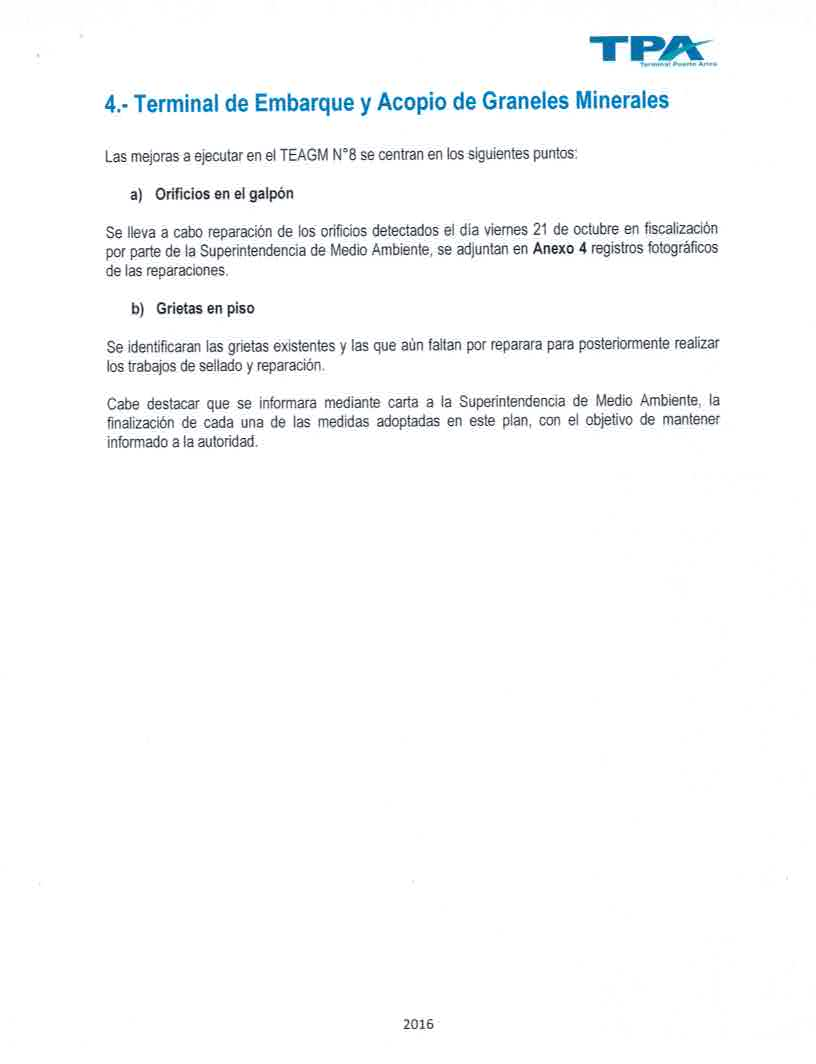 TPA
Terminal Puerto Arica
4.- Terminal de Embarque y Acopio de Graneles Minerales
Las mejoras a ejecutar en el TEAGM N°8 se centran en los siguientes puntos:
a) Orificios en el galpón
Se lleva a cabo reparación de los orificios detectados el día viernes 21 de octubre en fiscalización
por parte de la Superintendencia de Medio Ambiente, se adjuntan en Anexo 4 registros fotográficos
de las reparaciones.
b) Grietas en piso
Se identificaran las grietas existentes y las que aún faltan por reparara para posteriormente realizar
los trabajos de sellado y reparación.
Cabe destacar que se informara mediante carta a la Superintendencia de Medio Ambiente, la
finalización de cada una de las medidas adoptadas en este plan, con el objetivo de mantener
informado a la autoridad.
2016